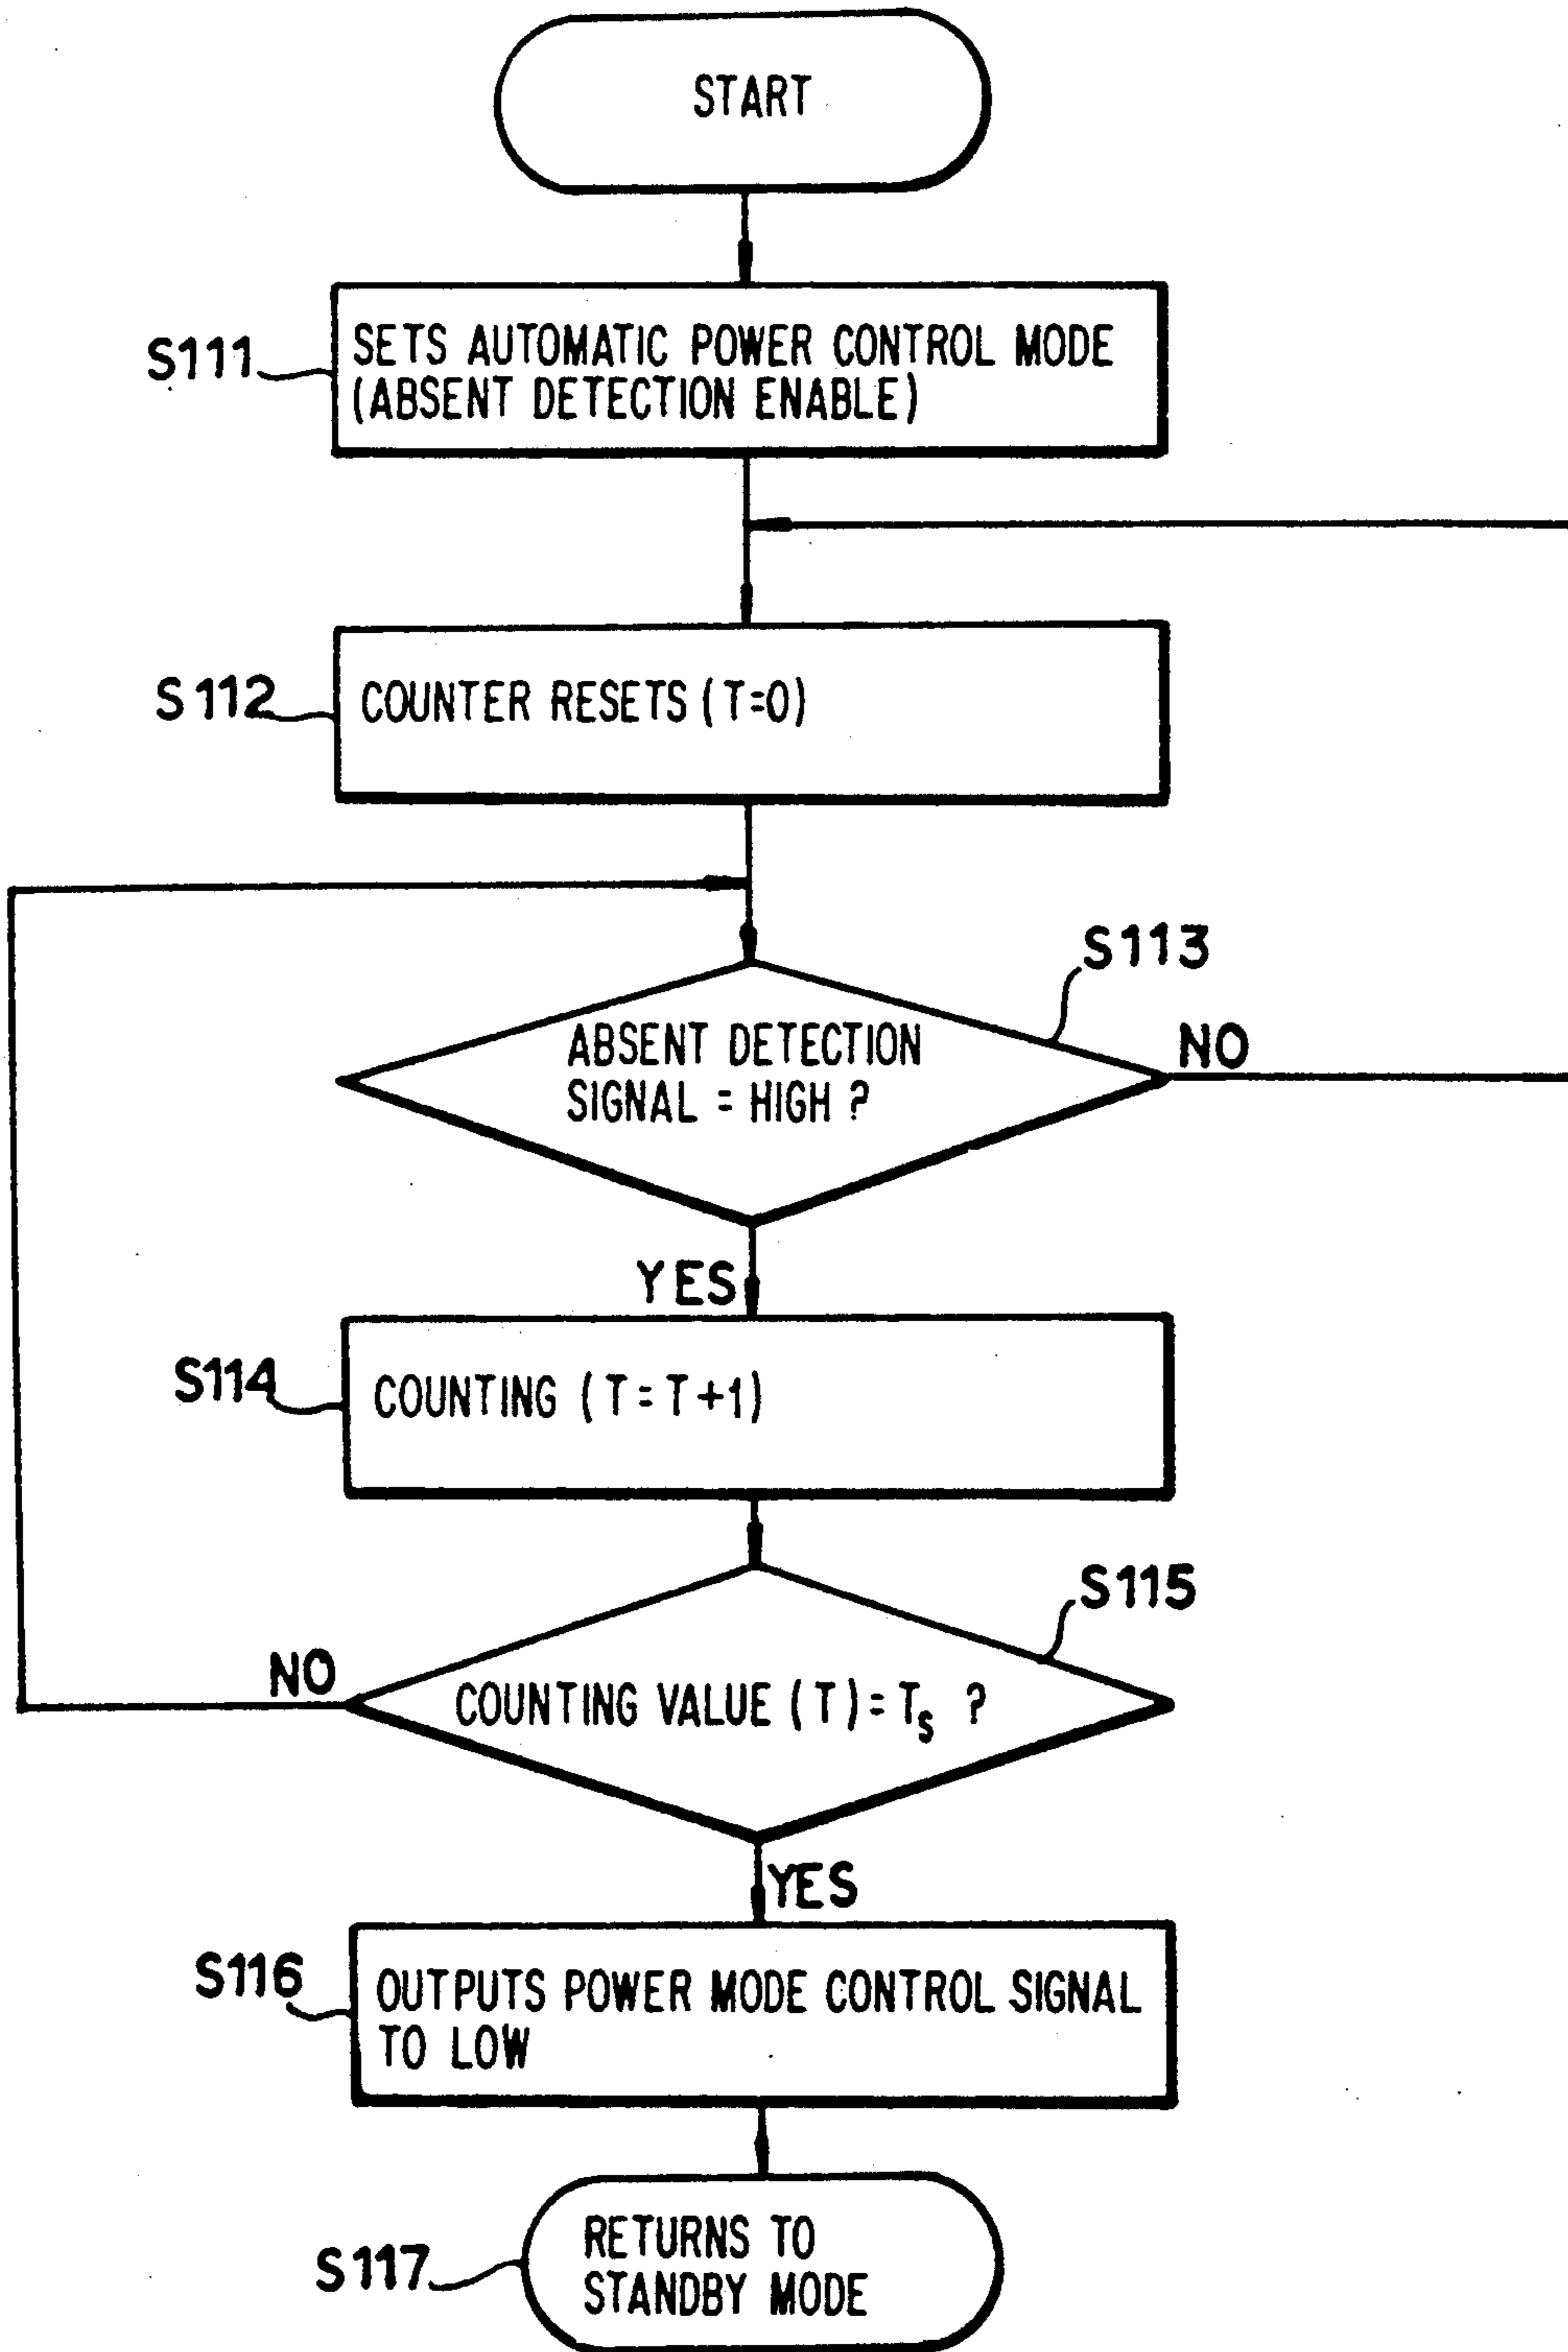 START
S111
SETS AUTOMATIC POWER CONTROL MODE
(ABSENT DETECTION ENABLE)
S112
COUNTER RESETS (T=0)
S113
ABSENT DETECTION
SIGNAL = HIGH ?
NO
YES
S114
COUNTING (T=T+1)
S115
NO
COUNTING VALUE (T)=Ts ?
YES
S116
OUTPUTS POWER MODE CONTROL SIGNAL
TO LOW
S117
RETURNS TO
STANDBY MODE